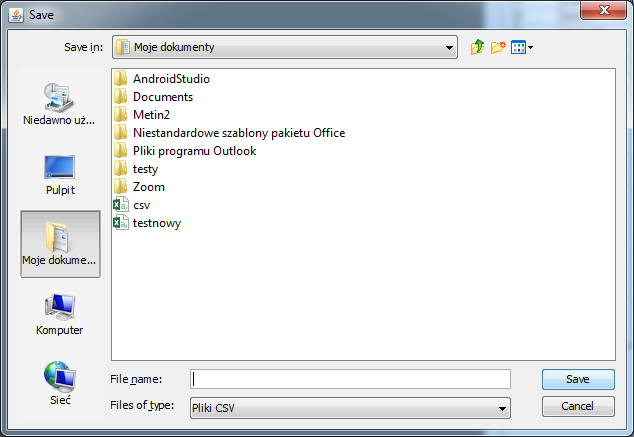 Save
Save in:
Moje dokumenty
Niedawno uż...
Pulpit
Moje dokume...
Komputer
Sieć
AndroidStudio
Documents
Metin2
Niestandardowe szablony pakietu Office
Pliki programu Outlook
testy
Zoom
csv
testnowy
File name:
Save
Files of type:
Pliki CSV
Cancel